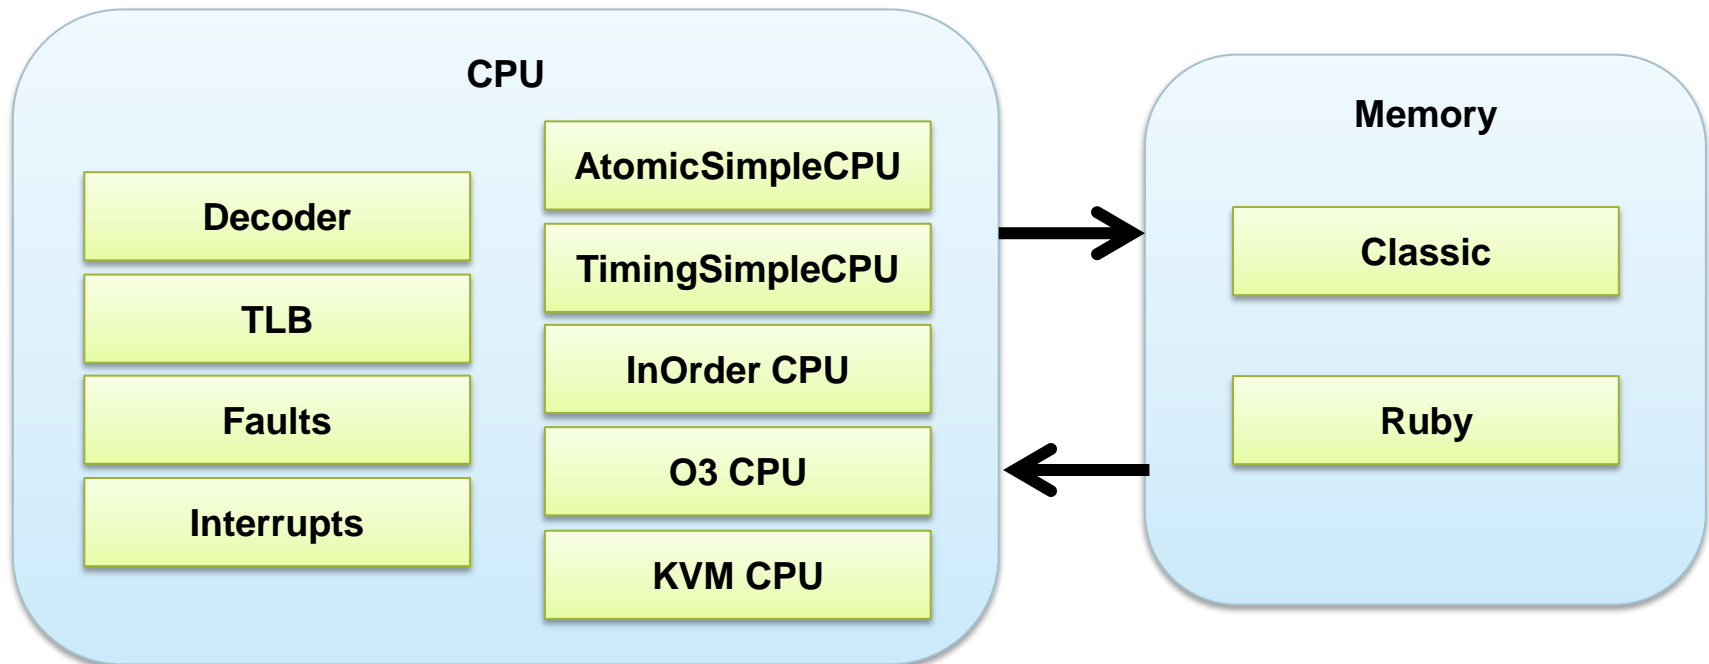 CPU
Decoder
TLB
Faults
Interrupts
AtomicSimpleCPU
TimingSimpleCPU
InOrder CPU
O3 CPU
KVM CPU
Memory
Classic
Ruby